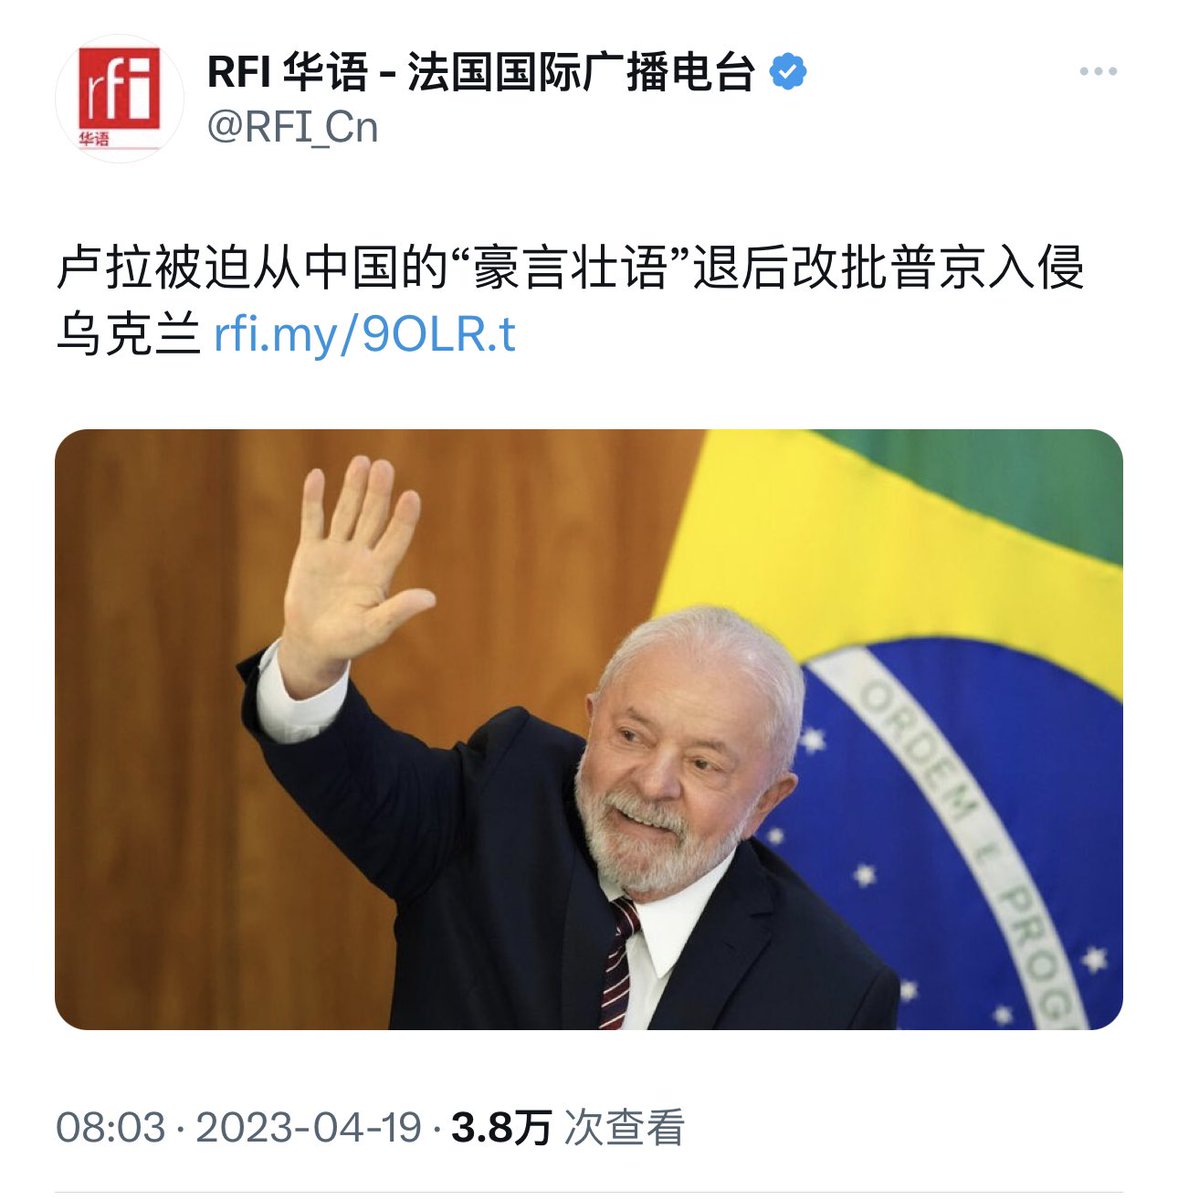 rfi
华语
RFI 华语 - 法国国际广播电台
@RFI_Cn
卢拉被迫从中国的“豪言壮语”退后改批普京入侵
乌克兰 rfi.my/9OLR.t
ORDEM E PROG
08:03 · 2023-04-19 · 3.8万 次查看